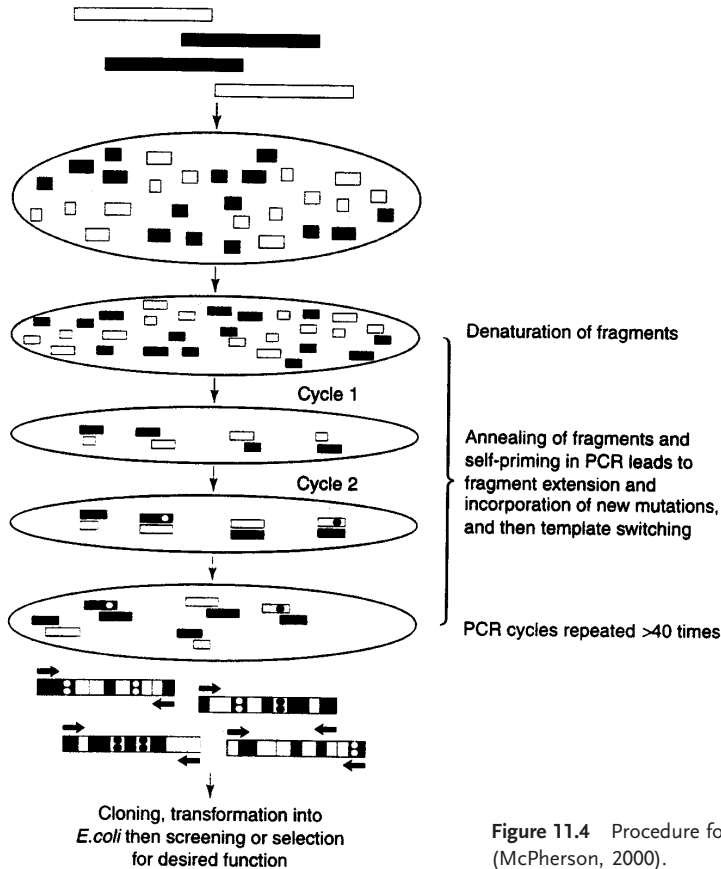 Denaturation of fragments
Cycle 1
Annealing of fragments and
self-priming in PCR leads to
fragment extension and
incorporation of new mutations,
and then template switching
Cycle 2
PCR cycles repeated >40 times
Cloning, transformation into
E.coli then screening or selection
for desired function
Figure 11.4 Procedure fo
(McPherson, 2000).